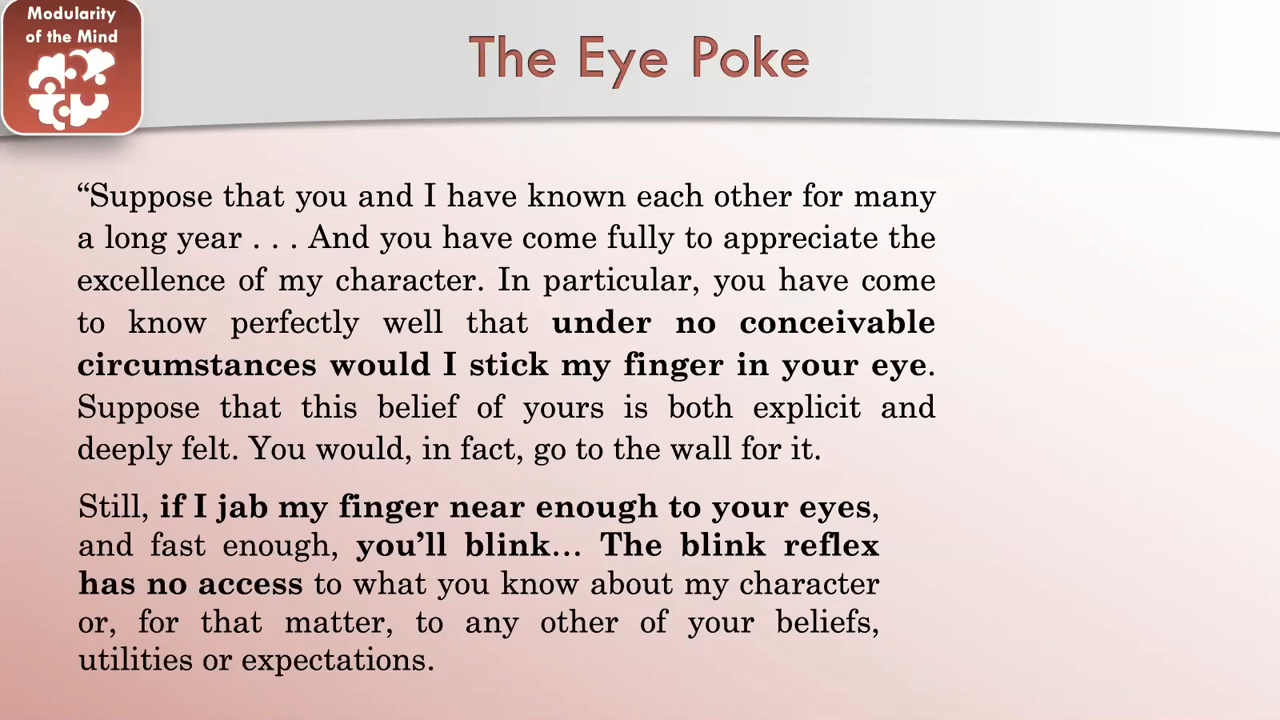 Modularity
of the Mind
The Eye Poke
“Suppose that you and I have known each other for many
a long year . . . And you have come fully to appreciate the
excellence of my character. In particular, you have come
to know perfectly well that under no conceivable
circumstances would I stick my finger in your eye.
Suppose that this belief of yours is both explicit and
deeply felt. You would, in fact, go to the wall for it.
Still, if I jab my finger near enough to your eyes,
and fast enough, you’ll blink... The blink reflex
has no access to what you know about my character
or, for that matter, to any other of your beliefs,
utilities or expectations.